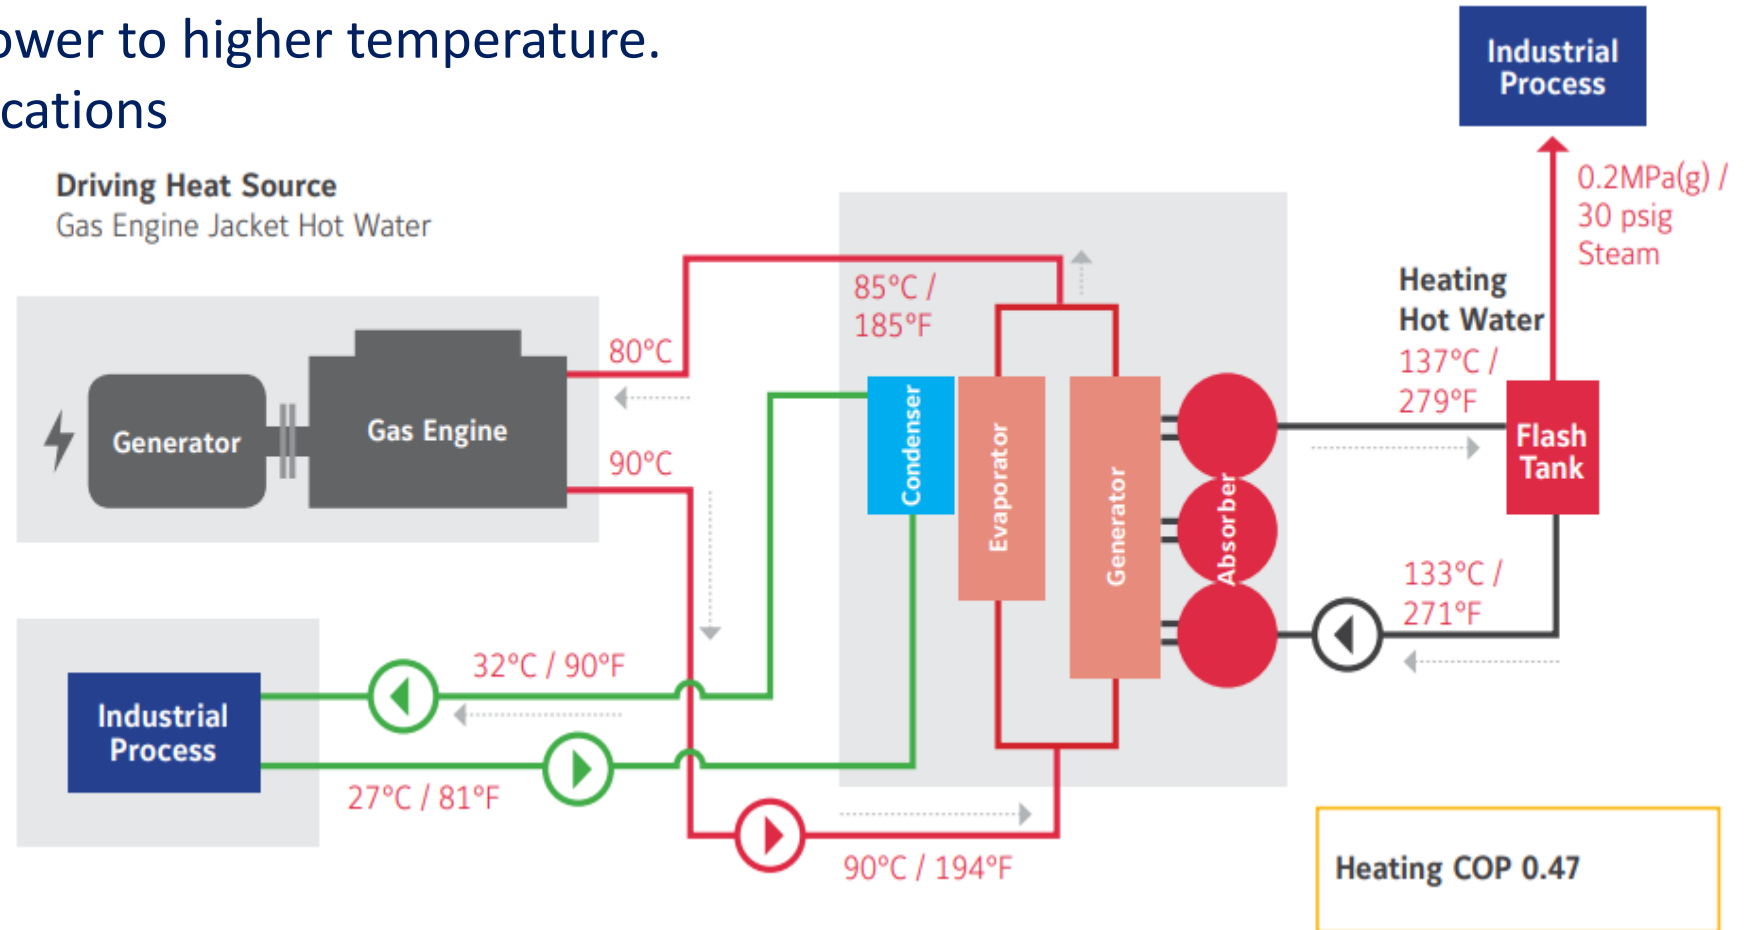 ower to higher temperature.
cations
Industrial
Process
Driving Heat Source
Gas Engine Jacket Hot Water
0.2MPa(g) /
30 psig
Steam
85°C /
185°F
Heating
Hot Water
137°C /
279°F
80°C
Generator
Gas Engine
90°C
Condenser
Evaporator
Generator
Absorber
Flash
Tank
133°C /
271°F
32°C / 90°F
Industrial
Process
27°C / 81°F
90°C / 194°F
Heating COP 0.47